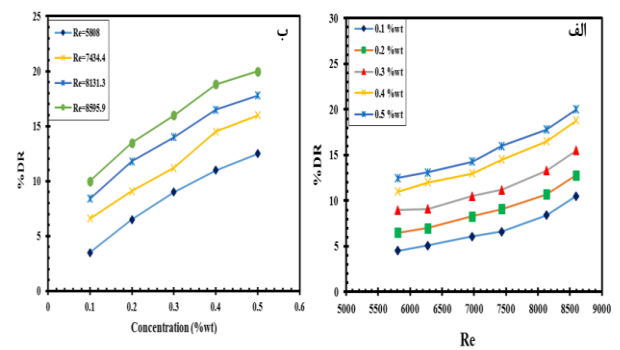 ب
Re=5808
Re=7434.4
Re=8131.3
Re=8595.9
25
20
15
10
5
0
%DR
0 0.1 0.2 0.3 0.4 0.5 0.6
Concentration (%wt)
الف
0.1 %wt
0.2 %wt
0.3 %wt
0.4 %wt
0.5 %wt
30
25
20
15
10
5
0
%DR
5000 5500 6000 6500 7000 7500 8000 8500 9000
Re